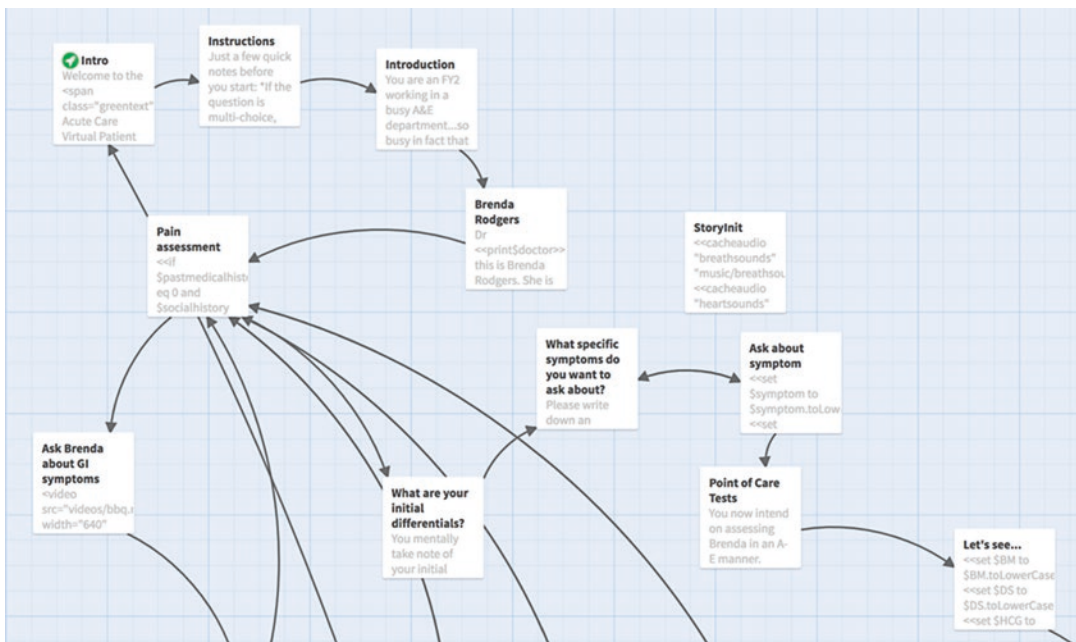 Intro
Welcome to the
<span
class="greentext"
Acute Care
Virtual Patient
Instructions
Just a few quick
notes before
you start: *If the
question is
multi-choice,
Introduction
You are an FY2
working in a
busy A&E
department...so
busy in fact that
Brenda
Rodgers
Dr
<<print$doctor>>
this is Brenda
Rodgers. She is
Pain
assessment
<<if
$pastmedicalhist
eq 0 and
$socialhistory
StoryInit
<<cacheaudio
"breathsounds"
"music/breathsou
<<cacheaudio
"heartsounds"
What specific
symptoms do
you want to
ask about?
Please write
down an
Ask about
symptom
<<set
$symptom to
$symptom.toLow
<<set
Ask Brenda
about GI
symptoms
<video
src="videos/bbq.
width="640"
What are your
initial
differentials?
You mentally
take note of
your initial
Point of Care
Tests
You now intend
on assessing
Brenda in an A-
E manner.
Let's see...
<<set $BM to
$BM.toLowerCase
<<set $DS to
$DS.toLowerCase
<<set $HCG to